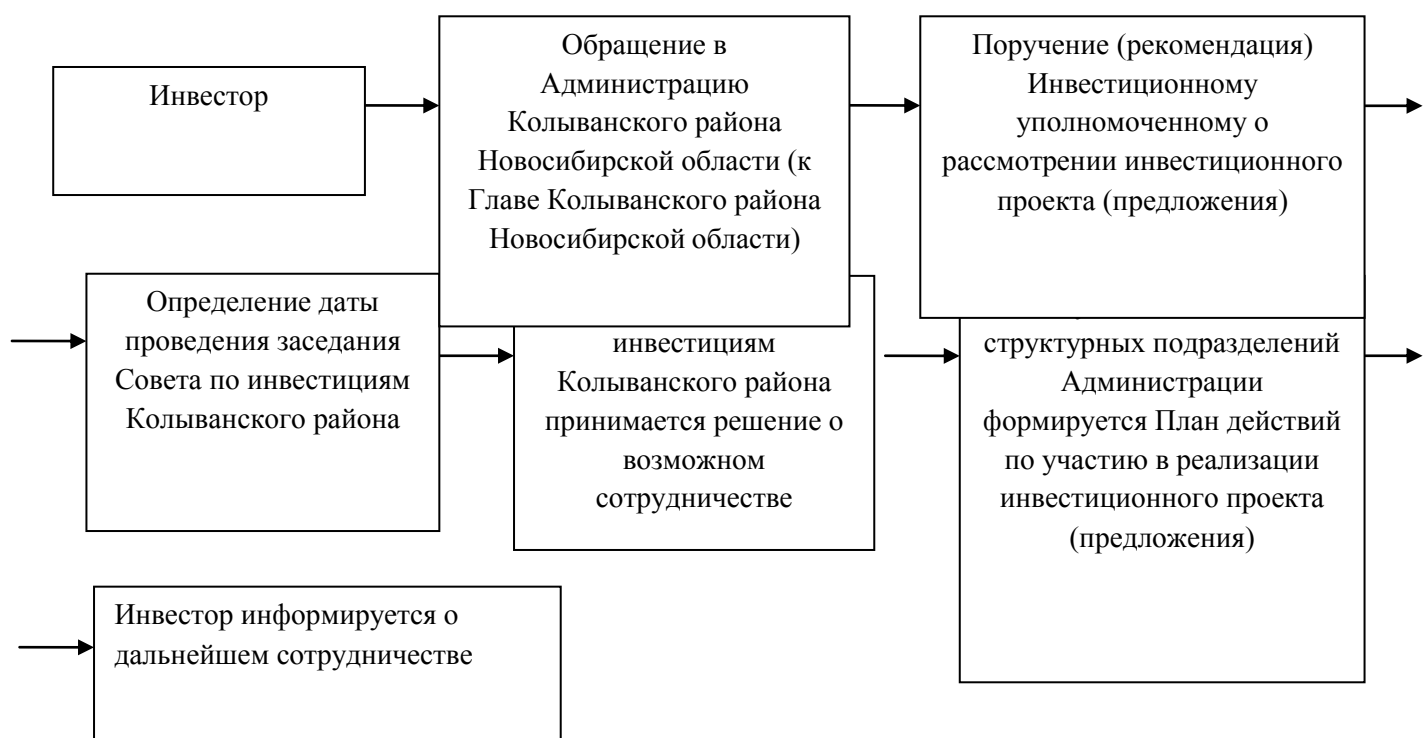 Инвестор
Обращение в
Администрацию
Колыванского района
Новосибирской области (к
Главе Колыванского района
Новосибирской области)
Поручение (рекомендация)
Инвестиционному
уполномоченному о
рассмотрении инвестиционного
проекта (предложения)
Определение даты
проведения заседания
Совета по инвестициям
Колыванского района
инвестициям
Колыванского района
принимается решение о
возможном
сотрудничестве
структурных подразделений
Администрации
формируется План действий
по участию в реализации
инвестиционного проекта
(предложения)
Инвестор информируется о
дальнейшем сотрудничестве